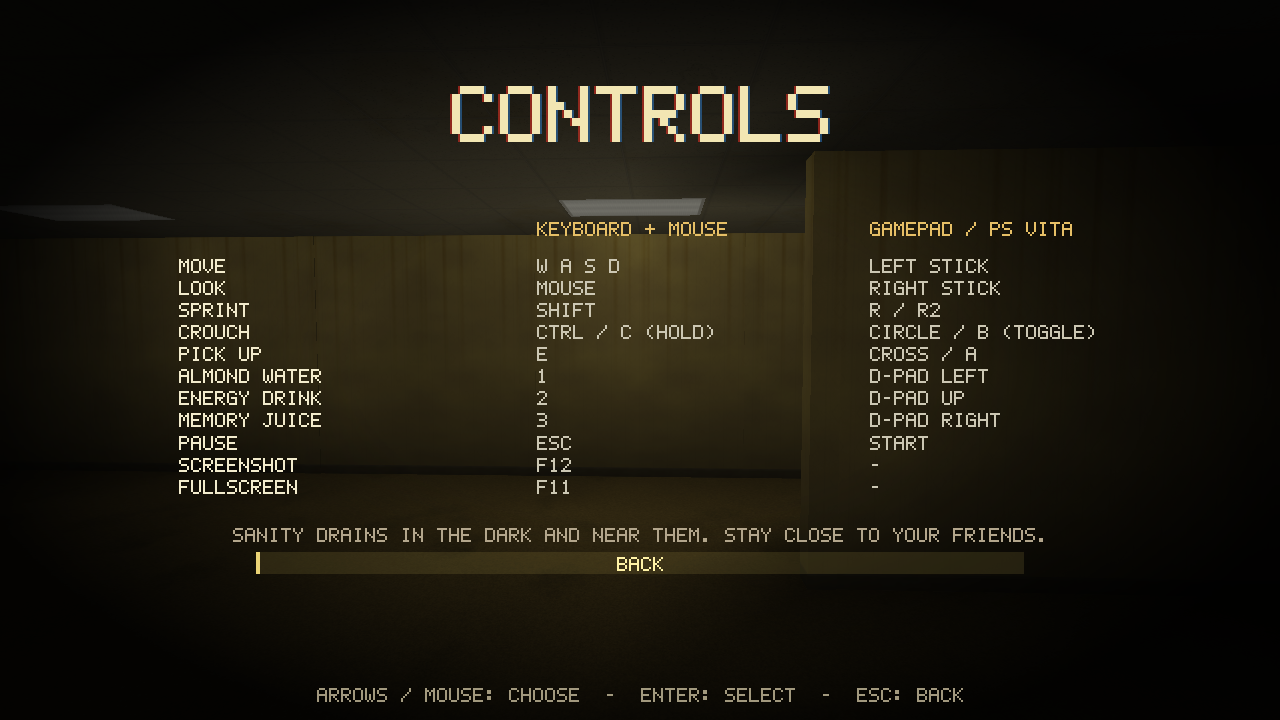 CONTROLS
KEYBOARD + MOUSE GAMEPAD / PS VITA
MOVE W A S D LEFT STICK
LOOK MOUSE RIGHT STICK
SPRINT SHIFT R / R2
CROUCH CTRL / C (HOLD) CIRCLE / B (TOGGLE)
PICK UP E CROSS / A
ALMOND WATER 1 D-PAD LEFT
ENERGY DRINK 2 D-PAD UP
MEMORY JUICE 3 D-PAD RIGHT
PAUSE ESC START
SCREENSHOT F12 -
FULLSCREEN F11 -
SANITY DRAINS IN THE DARK AND NEAR THEM. STAY CLOSE TO YOUR FRIENDS.
BACK
ARROWS / MOUSE: CHOOSE - ENTER: SELECT - ESC: BACK